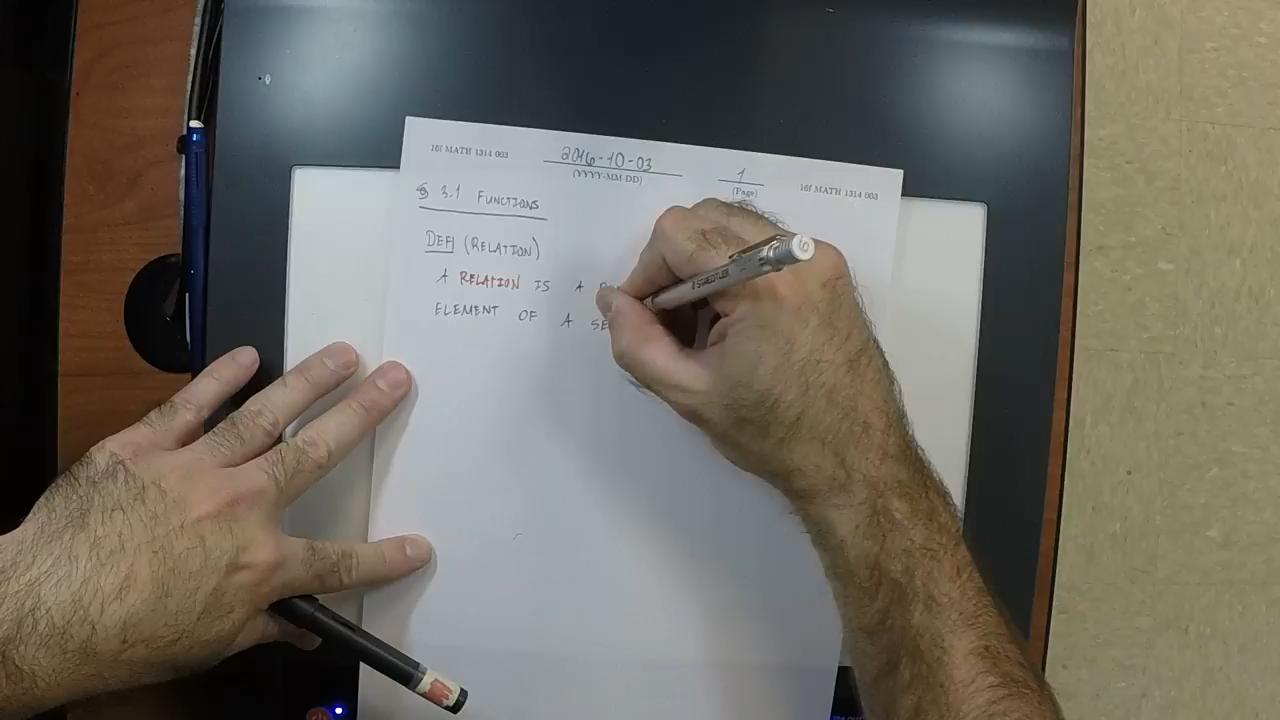 16f MATH 1314 003
2016-10-03
(YYYY-MM-DD)
1
(Page)
16f MATH 1314 003
§ 3.1 FUNCTIONS
DEF (RELATION)
A RELATION IS A
ELEMENT OF A SE
STAEDTLER